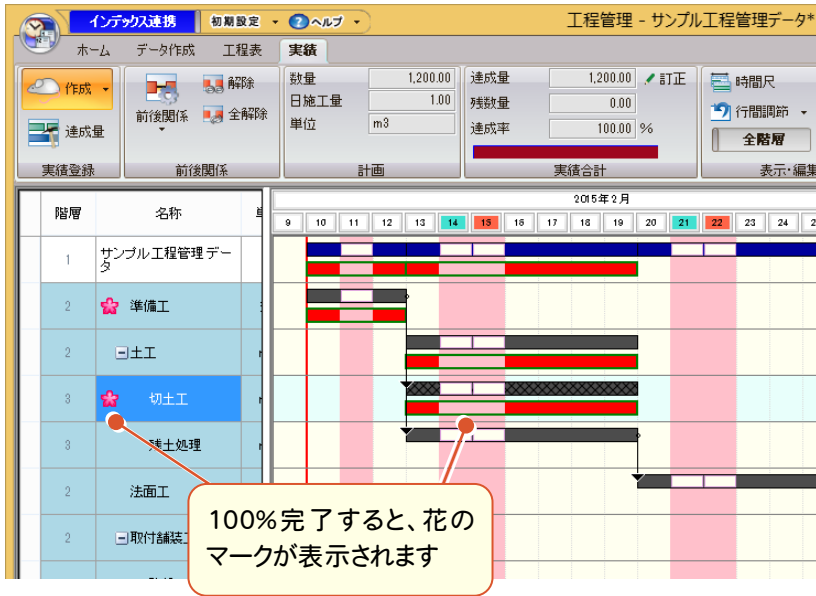 インデックス連携 初期設定 ヘルプ 工程管理 - サンプル工程管理データ*
ホーム データ作成 工程表 実績
作成 前後関係 解除 全解除
達成量
実績登録 前後関係
数量 1,200.00
日施工量 1.00
単位 m3
計画
達成量 1,200.00 訂正
残数量 0.00
達成率 100.00 %
実績合計
時間尺
行間調節
全階層
表示・編集
階層 名称
2015年2月
9 10 11 12 13 14 15 16 17 18 19 20 21 22 23 24 2
1 サンプル工程管理デー
タ
2 準備工
2 土工
3 切土工
3 残土処理
2 法面工
2 取付舗装工
100%完了すると、花の
マークが表示されます